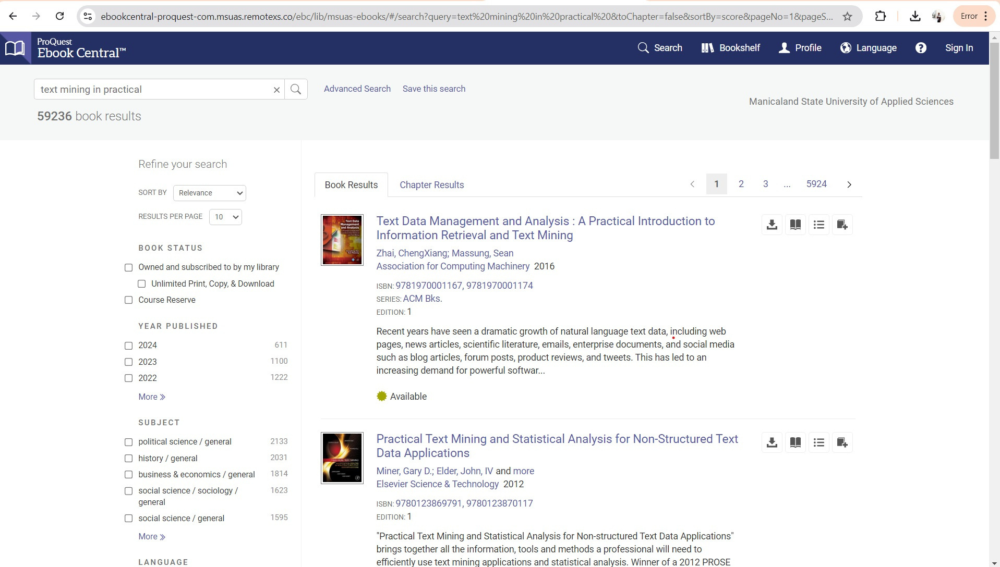 ebookcentral-proquest-com.msuas.remotexs.co/ebc/lib/msuas-ebooks/#/search?query=text%20mining%20in%20practical%20&toChapter=false&sortBy=score&pageNo=1&pageS...
Error
ProQuest
Ebook Central™
Search
Bookshelf
Profile
Language
?
Sign In
text mining in practical
Advanced Search
Save this search
Manicaland State University of Applied Sciences
59236 book results
Refine your search
SORT BY Relevance
RESULTS PER PAGE 10
BOOK STATUS
Owned and subscribed to by my library
Unlimited Print, Copy, & Download
Course Reserve
YEAR PUBLISHED
2024 611
2023 1100
2022 1222
More »
SUBJECT
political science / general 2133
history / general 2031
business & economics / general 1814
social science / sociology / 1623
general
social science / general 1595
More »
LANGUAGE
Book Results
Chapter Results
< 1 2 3 ... 5924 >
Text Data Management and Analysis : A Practical Introduction to
Information Retrieval and Text Mining
Zhai, ChengXiang; Massung, Sean
Association for Computing Machinery 2016
ISBN: 9781970001167, 9781970001174
SERIES: ACM Bks.
EDITION: 1
Recent years have seen a dramatic growth of natural language text data, including web
pages, news articles, scientific literature, emails, enterprise documents, and social media
such as blog articles, forum posts, product reviews, and tweets. This has led to an
increasing demand for powerful softwar...
Available
Text Data
Management
and Analysis
Practical Text Mining and Statistical Analysis for Non-Structured Text
Data Applications
Miner, Gary D.; Elder, John, IV and more
Elsevier Science & Technology 2012
ISBN: 9780123869791, 9780123870117
EDITION: 1
"Practical Text Mining and Statistical Analysis for Non-structured Text Data Applications"
brings together all the information, tools and methods a professional will need to
efficiently use text mining applications and statistical analysis. Winner of a 2012 PROSE
PRACTICAL TEXT MINING